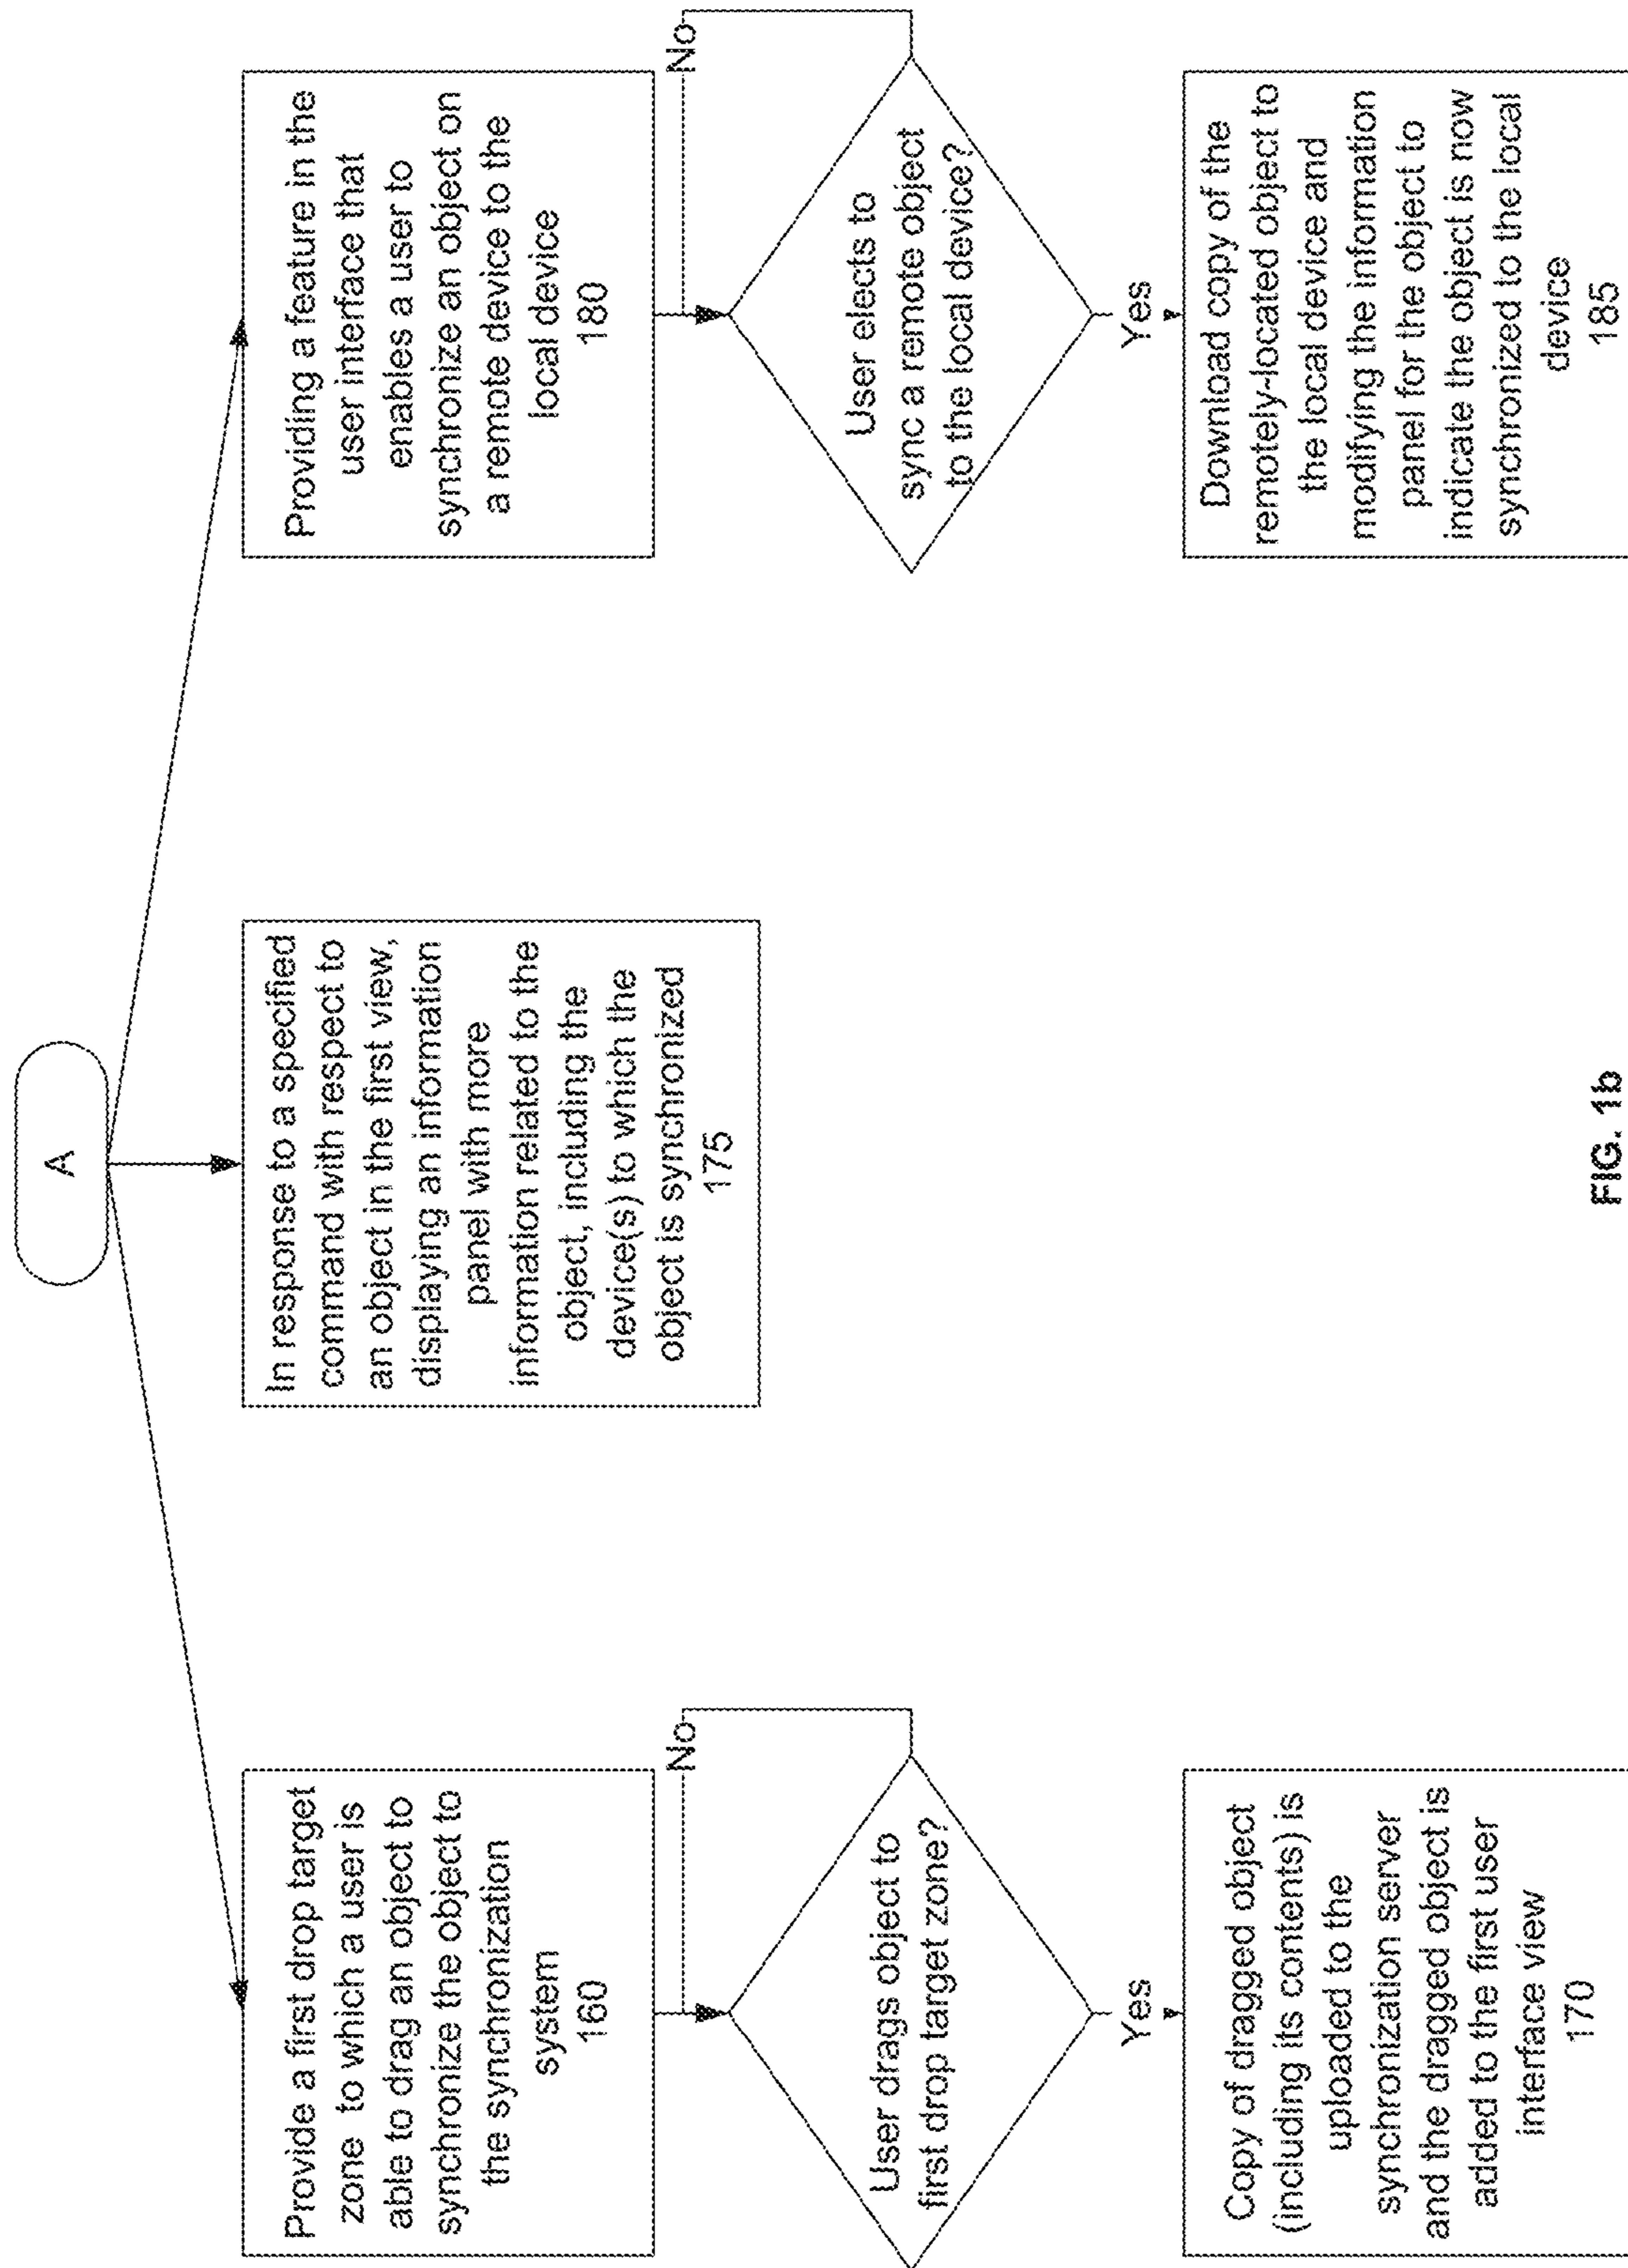 A
Provide a first drop target
zone to which a user is
able to drag an object to
synchronize the object to
the synchronization
system
160
No
User drags object to
first drop target zone?
Yes
Copy of dragged object
(including its contents) is
uploaded to the
synchronization server
and the dragged object is
added to the first user
interface view
170
In response to a specified
command with respect to
an object in the first view,
displaying an information
panel with more
information related to the
object, including the
device(s) to which the
object is synchronized
175
Providing a feature in the
user interface that
enables a user to
synchronize an object on
a remote device to the
local device
180
No
User elects to
sync a remote object
to the local device?
Yes
Download copy of the
remotely-located object to
the local device and
modifying the information
panel for the object to
indicate the object is now
synchronized to the local
device
185
FIG. 1b